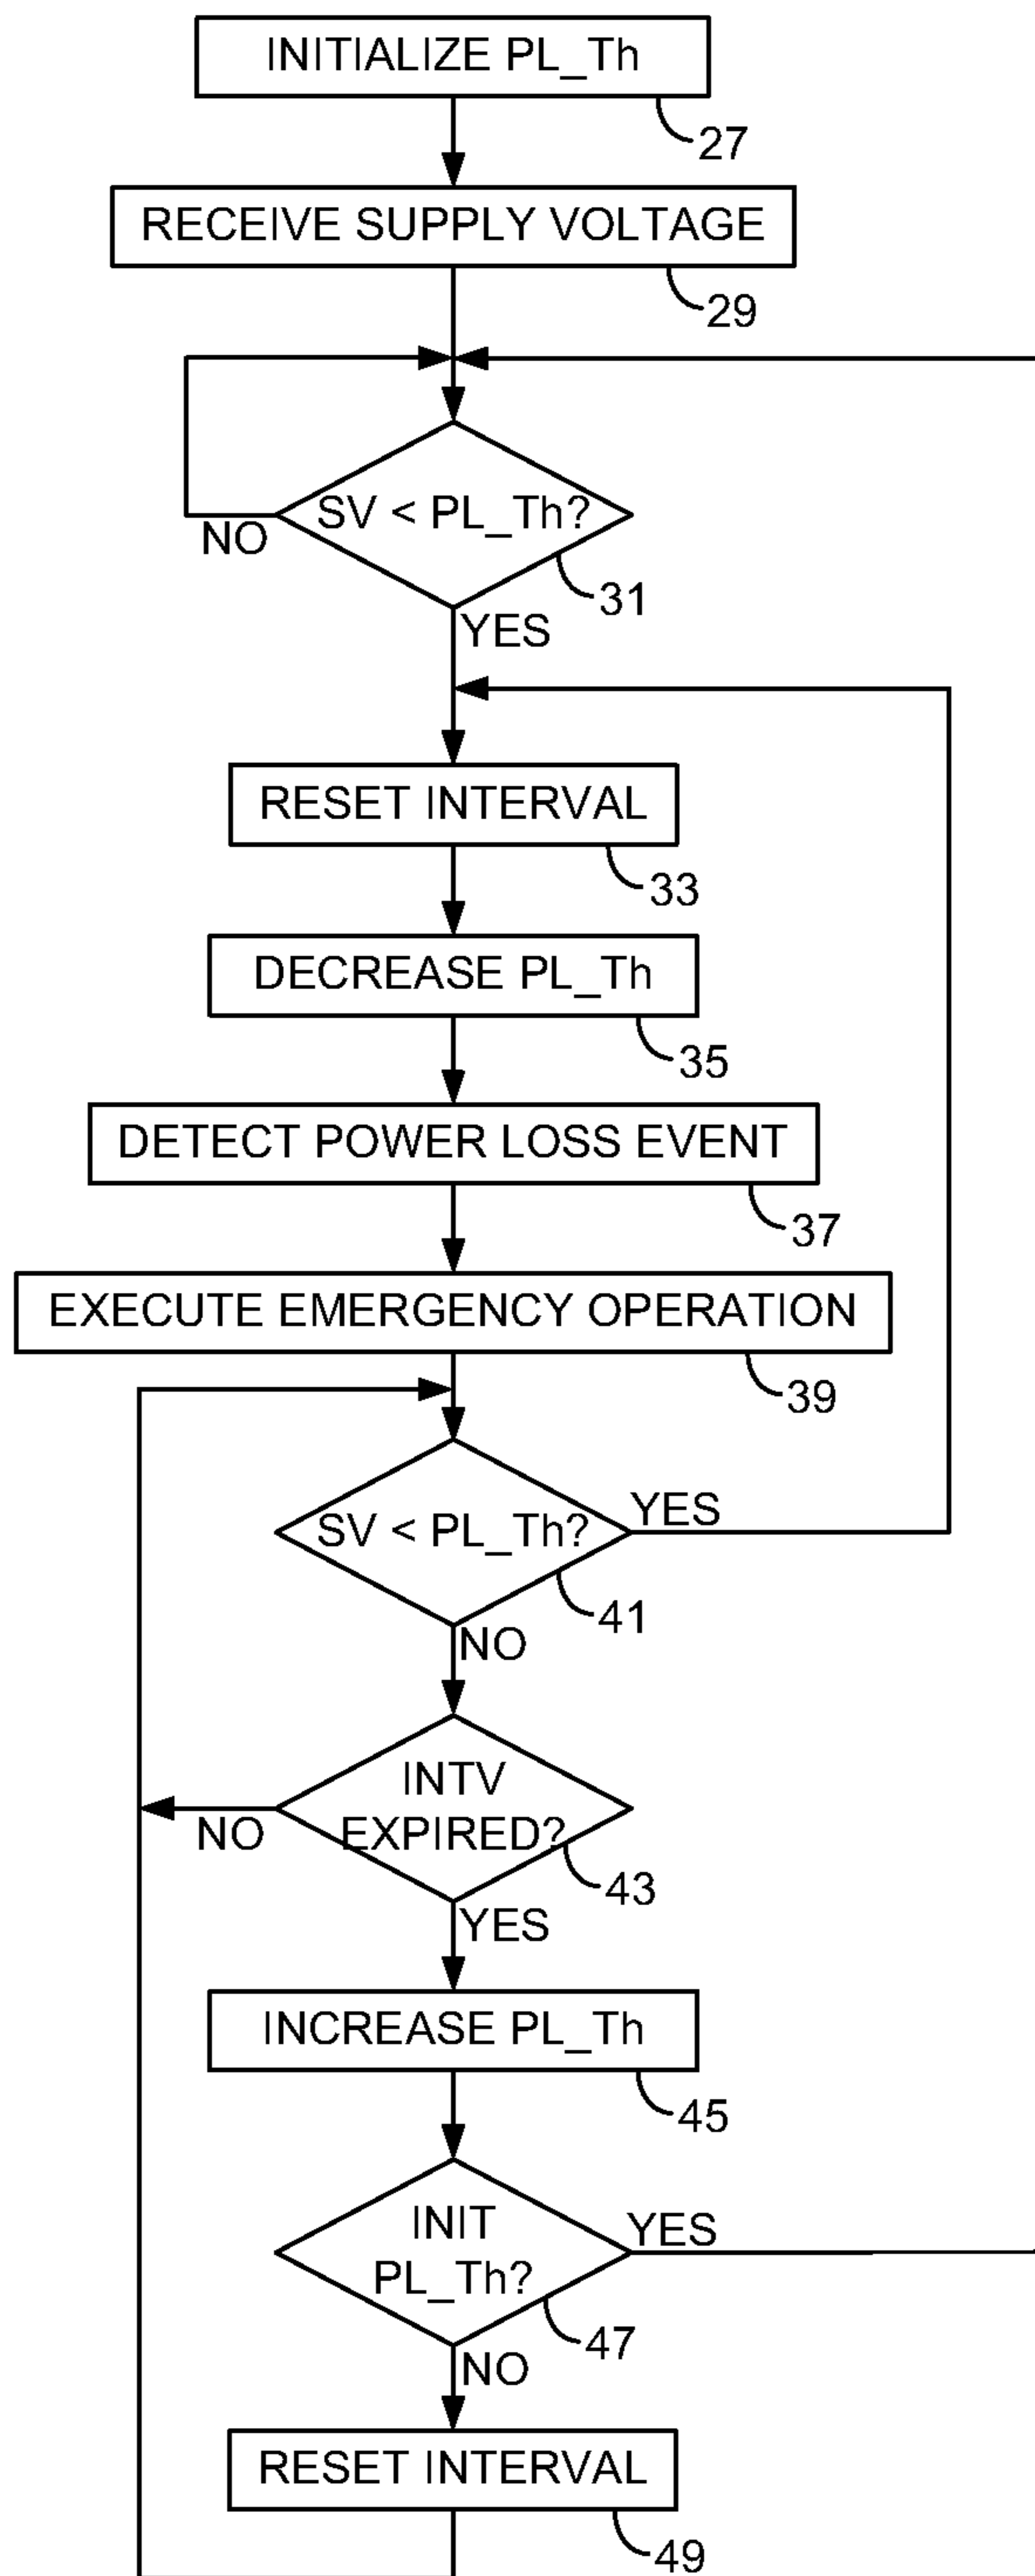 INITIALIZE PL_Th
27
RECEIVE SUPPLY VOLTAGE
29
SV < PL_Th?
NO
31
YES
RESET INTERVAL
33
DECREASE PL_Th
35
DETECT POWER LOSS EVENT
37
EXECUTE EMERGENCY OPERATION
39
YES
SV < PL_Th?
41
NO
INTV
EXPIRED?
NO
43
YES
INCREASE PL_Th
45
INIT
YES
PL_Th?
47
NO
RESET INTERVAL
49